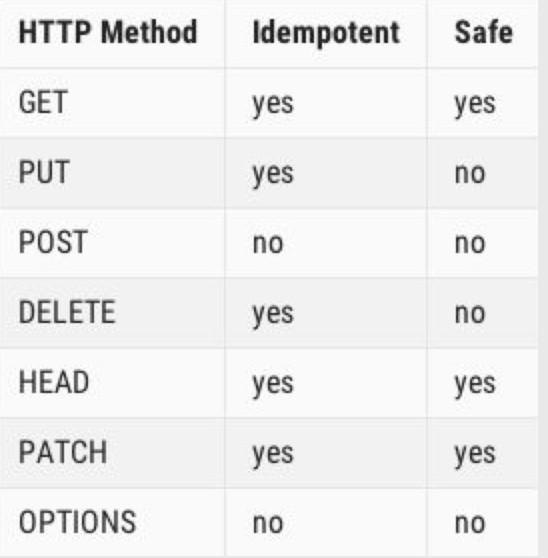 HTTP Method Idempotent Safe
GET yes yes
PUT yes no
POST no no
DELETE yes no
HEAD yes yes
PATCH yes yes
OPTIONS no no